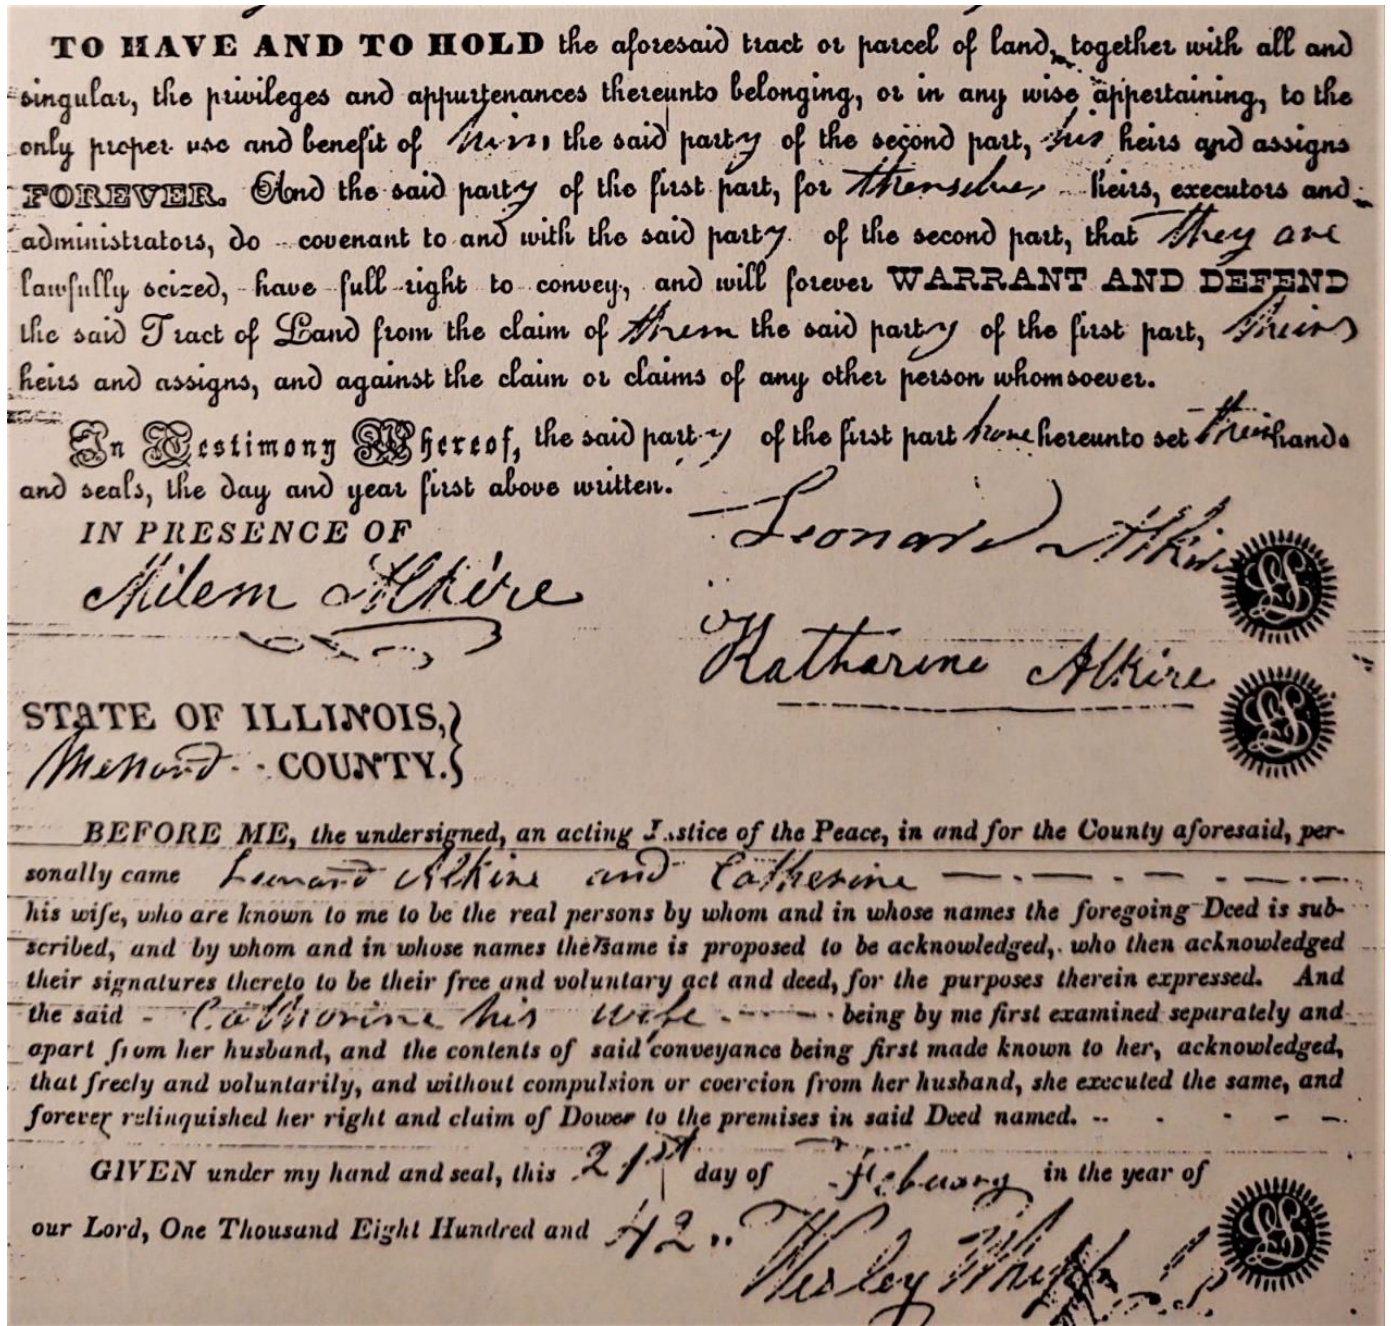 TO HAVE AND TO HOLD the aforesaid tract or parcel of land, together with all and
singular, the privileges and appurtenances thereunto belonging, or in any wise appertaining, to the
only proper use and benefit of him the said party of the second part, his heirs and assigns
FOREVER. And the said party of the first part, for themselves heirs, executors and
administrators, do covenant to and with the said party of the second part, that they are
lawfully seized, have full right to convey, and will forever WARRANT AND DEFEND
the said Tract of Land from the claim of them the said party of the first part, their
heirs and assigns, and against the claim or claims of any other person whomsoever.
In Testimony Whereof, the said party of the first part have hereunto set their hands
and seals, the day and year first above written.
IN PRESENCE OF
Leonard Alkire LS
Milem Alkire
Katharine Alkire LS
STATE OF ILLINOIS,
Menard COUNTY.
BEFORE ME, the undersigned, an acting Justice of the Peace, in and for the County aforesaid, per-
sonally came Leonard Alkire and Catherine
his wife, who are known to me to be the real persons by whom and in whose names the foregoing Deed is sub-
scribed, and by whom and in whose names the same is proposed to be acknowledged, who then acknowledged
their signatures thereto to be their free and voluntary act and deed, for the purposes therein expressed. And
the said Catharine his wife being by me first examined separately and
apart from her husband, and the contents of said conveyance being first made known to her, acknowledged,
that freely and voluntarily, and without compulsion or coercion from her husband, she executed the same, and
forever relinquished her right and claim of Dower to the premises in said Deed named.
GIVEN under my hand and seal, this 21st day of February in the year of
our Lord, One Thousand Eight Hundred and 42
Wesley LS